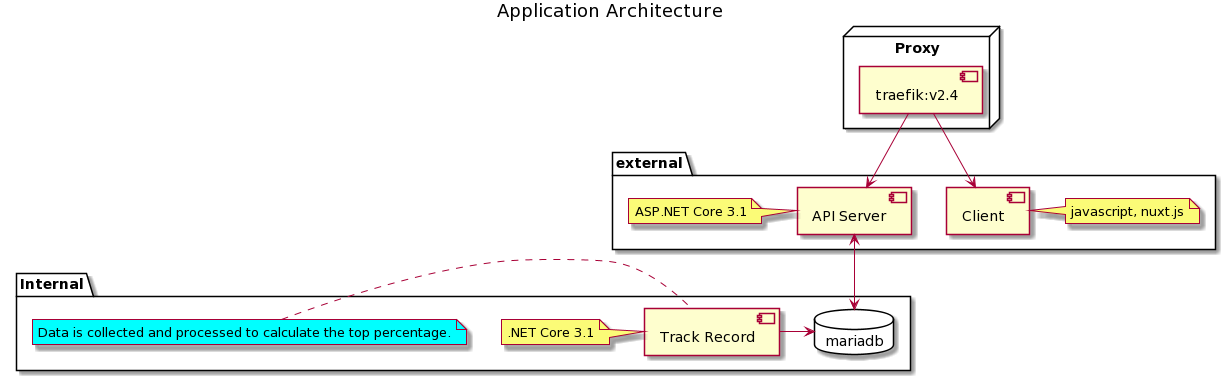 Application Architecture
Proxy
traefik:v2.4
external
ASP.NET Core 3.1
API Server
Client
javascript, nuxt.js
Internal
Data is collected and processed to calculate the top percentage.
.NET Core 3.1
Track Record
mariadb